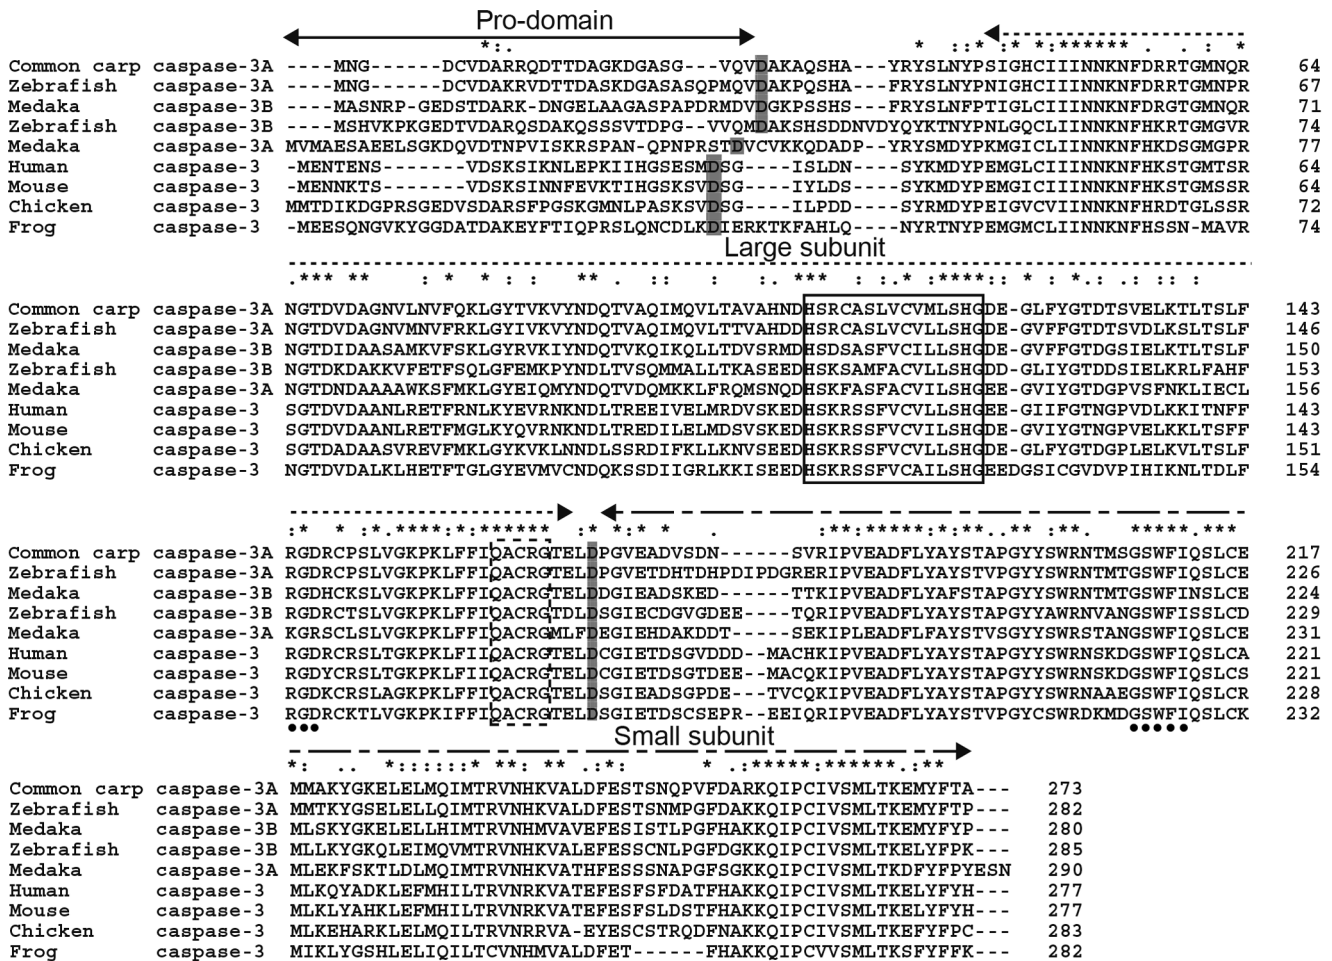 Pro-domain
*:. * :: * :* ** :****** . . : *
Common carp caspase-3A ----MNG-------DCVDARRQDTTDAGKDGASG---VQVDAKAQSHA----YRYSLNYPSIGHCIIINNKNFDRRTGMNQR 64
Zebrafish caspase-3A ----MNG-------DCVDAKRVDTTDASKDGASASQPMQVDAKPQSHA----FRYSLNYPNIGHCIIINNKNFDRRTGMNPR 67
Medaka caspase-3B ----MASNRP-GEDSTDARK-DNGELAAGASPAPDRMDVDGKPSSHS----FRYSLNYPTIGLCIIINNKNFDRRTGMNQR 71
Zebrafish caspase-3B ----MSHVKPKGEDTVDARQSDAKQSSSVTDPG--VVQMDAKSHSDDNVDYQYKTNYPNLGQCLIINNKNFHKRTGMGVR 74
Medaka caspase-3A MVMAESAEELSGKDQVDTNPVISKRSPAN-QPNPRSTDVCVKKQDADP----YRYSMDYPKMGICIIINNKNFHKDSGMGPR 77
Human caspase-3 -MENTENS------VDSKSIKNLEPKIIHGSESMDSG----ISLDN-----SYKMDYPEMGLCIIINNKNFHKSTGMTSR 64
Mouse caspase-3 -MENNKTS------VDSKSINNFEVKTIHGSKSVDSG----IYLDS-----SYKMDYPEMGICIIINNKNFHKSTGMSSR 64
Chicken caspase-3 MMTDIKDGPRSGEDVSDARSFPGSKGMNLPASKSVDSG----ILPDD-----SYRMDYPEIGVCVIINNKNFHRDTGLSSR 72
Frog caspase-3 -MEESQNGVKYGGDATDAKEYFTIQPRSLQNCDLKDIERKTKFAHLQ----NYRTNYPEMGMCLIINNKNFHSSN-MAVR 74
Large subunit
.*** ** : * * : ** . :: : : : ** * . .* : **** : * : *. : : : :
Common carp caspase-3A NGTDVDAGNVLNVFQKLGYTVKVYNDQTVAQIMQVLTAVAHNDHSRCASLVCVMLSHGDE-GLFYGTDTSVELKTLTSLF 143
Zebrafish caspase-3A NGTDVDAGNVMNVFRKLGYIVKVYNDQTVAQIMQVLTTVAHDDHSRCASLVCVLLSHGDE-GVFFGTDTSVDLKSLTSLF 146
Medaka caspase-3B NGTDIDAASAMKVFSKLGYRVKIYNDQTVKQIKQLLTDVSRMDHSDSASFVCILLSHGDE-GVFFGTDGSIELKTLTSLF 150
Zebrafish caspase-3B NGTDKDAKKVFETFSQLGFEMKPYNDLTVSQMMALLTKASEEDHSKSAMFACVLLSHGDD-GLIYGTDDSIELKRLFAHF 153
Medaka caspase-3A NGTDNDAAAAWKSFMKLGYEIQMYNDQTVDQMKKLFRQMSNQDHSKFASFACVILSHGEE-GVIYGTDGPVSFNKLIECL 156
Human caspase-3 SGTDVDAANLRETFRNLKYEVRNKNDLTREEIVELMRDVSKEDHSKRSSFVCVLLSHGEE-GIIFGTNGPVDLKKITNFF 143
Mouse caspase-3 SGTDVDAANLRETFMGLKYQVRNKNDLTREDILELMDSVSKEDHSKRSSFVCVILSHGDE-GVIYGTNGPVELKKLTSFF 143
Chicken caspase-3 NGTDADAASVREVFMKLGYKVKLNNDLSSRDIFKLLKNVSEEDHSKRSSFVCVLLSHGDE-GLFYGTDGPLELKVLTSLF 151
Frog caspase-3 NGTDVDALKLHETFTGLGYEVMVCNDQKSSDIIGRLKKISEEDHSKRSSFVCAILSHGEEDGSICGVDVPIHIKNLTDLF 154
:* * * :*.****:****** :* *: * * . :**:***:**:**.** :: :** . ****:***.
Common carp caspase-3A RGDRCPSLVGKPKLFFIQACRGTELDPGVEADVSDN------SVRIPVEADFLYAYSTAPGYYSWRNTMSGSWFIQSLCE 217
Zebrafish caspase-3A RGDRCPSLVGKPKLFFIQACRGTELDPGVETDHTDHPDIPDGRERIPVEADFLYAYSTVPGYYSWRNTMTGSWFIQSLCE 226
Medaka caspase-3B RGDHCKSLVGKPKLFFIQACRGTELDDGIEADSKED------TTKIPVEADFLYAFSTAPGYYSWRNTMTGSWFINSLCE 224
Zebrafish caspase-3B RGDRCTSLVGKPKLFFIQACRGTDLDSGIECDGVGDEE----TQRIPVEADFLYAYSTAPGYYAWRNVANGSWFISSLCD 229
Medaka caspase-3A KGRSCLSLVGKPKLFFIQACRGMLFDEGIEHDAKDDT-----SEKIPLEADFLFAYSTVSGYYSWRSTANGSWFIQSLCE 231
Human caspase-3 RGDRCRSLTGKPKLFIIQACRGTELDCGIETDSGVDDD--MACHKIPVEADFLYAYSTAPGYYSWRNSKDGSWFIQSLCA 221
Mouse caspase-3 RGDYCRSLTGKPKLFIIQACRGTELDCGIETDSGTDEE--MACQKIPVEADFLYAYSTAPGYYSWRNSKDGSWFIQSLCS 221
Chicken caspase-3 RGDKCRSLAGKPKLFFIQACRGTELDSGIEADSGPDE---TVCQKIPVEADFLYAYSTAPGYYSWRNAAEGSWFIQSLCR 228
Frog caspase-3 RGDRCKTLVGKPKIFFIQACRGTELDSGIETDSCSEPR--EEIQRIPVEADFLYAYSTVPGYCSWRDKMDGSWFIQSLCK 232
Small subunit
*: .. *:::::* *** **: ** .:*: * .:*****:*******.:**
Common carp caspase-3A MMAKYGKELELMQIMTRVNHKVALDFESTSNQPVFDARKQIPCIVSMLTKEMYFTA--- 273
Zebrafish caspase-3A MMTKYGSELELLQIMTRVNHKVALDFESTSNMPGFDAKKQIPCIVSMLTKEMYFTP--- 282
Medaka caspase-3B MLSKYGKELELLHIMTRVNHMVAVEFESISTLPGFHAKKQIPCIVSMLTKEMYFYP--- 280
Zebrafish caspase-3B MLLKYGKQLEIMQVMTRVNHKVALEFESSCNLPGFDGKKQIPCIVSMLTKELYFPK--- 285
Medaka caspase-3A MLEKFSKTLDLMQIMTRVNHKVATHFESSSNAPGFSGKKQIPCIVSMLTKDFYFPYESN 290
Human caspase-3 MLKQYADKLEFMHILTRVNRKVATEFESFSFDATFHAKKQIPCIVSMLTKELYFYH--- 277
Mouse caspase-3 MLKLYAHKLEFMHILTRVNRKVATEFESFSLDSTFHAKKQIPCIVSMLTKELYFYH--- 277
Chicken caspase-3 MLKEHARKLELMQILTRVNRRVA-EYESCSTRQDFNAKKQIPCIVSMLTKEFYFPC--- 283
Frog caspase-3 MIKLYGSHLELIQILTCVNHMVALDFET------FHAKKQIPCVVSMLTKSFYFFK--- 282